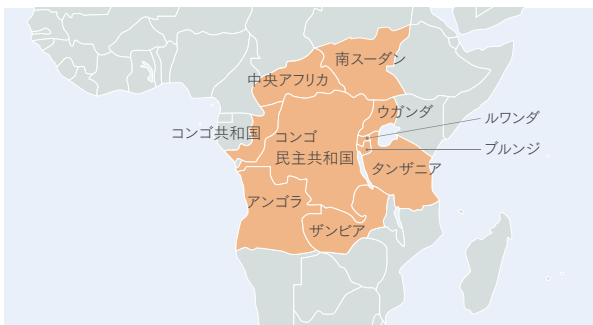 南スーダン
中央アフリカ
ウガンダ
ルワンダ
コンゴ共和国
コンゴ
民主共和国
ブルンジ
タンザニア
アンゴラ
ザンビア